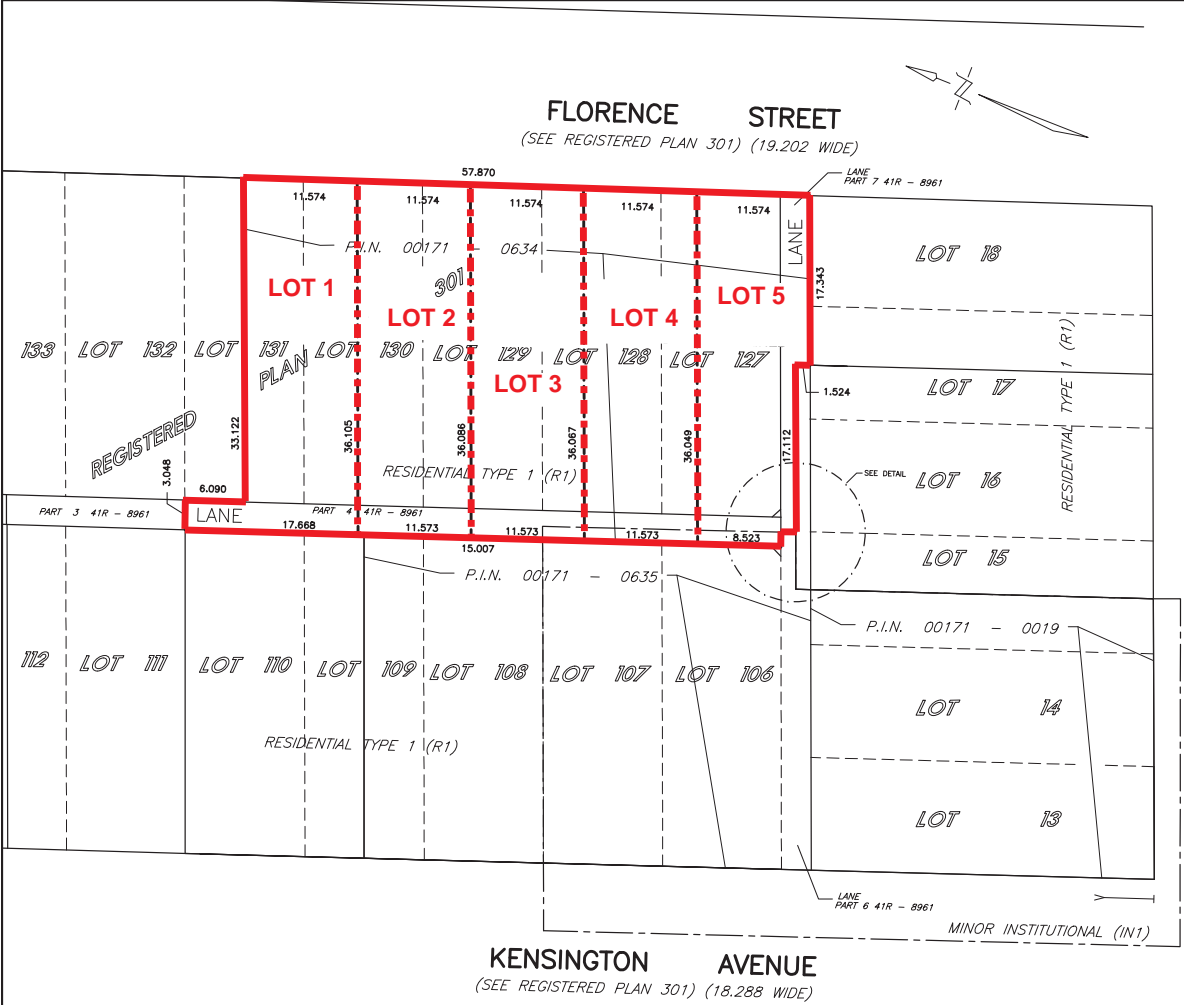 FLORENCE STREET
(SEE REGISTERED PLAN 301) (19.202 WIDE)
LANE
PART 7 41R - 8961
57.870
11.574 11.574 11.574 11.574 11.574
LANE
P.I.N. 00171 - 0634
LOT 18
301
17.343
LOT 1
LOT 2
LOT 3
LOT 4
LOT 5
133 LOT 132 LOT 131 LOT 130 LOT 129 LOT 128 LOT 127
PLAN
REGISTERED
RESIDENTIAL TYPE 1 (R1)
1.524
LOT 17
33.122
36.105
36.086
36.067
36.049
17.112
3.048
RESIDENTIAL TYPE 1 (R1)
SEE DETAIL
LOT 16
6.090
PART 3 41R - 8961
LANE
PART 4 41R - 8961
17.668 11.573 11.573 11.573 8.523
15.007
LOT 15
P.I.N. 00171 - 0635
P.I.N. 00171 - 0019
112 LOT 111 LOT 110 LOT 109 LOT 108 LOT 107 LOT 106
LOT 14
RESIDENTIAL TYPE 1 (R1)
LOT 13
LANE
PART 6 41R - 8961
MINOR INSTITUTIONAL (IN1)
KENSINGTON AVENUE
(SEE REGISTERED PLAN 301) (18.288 WIDE)